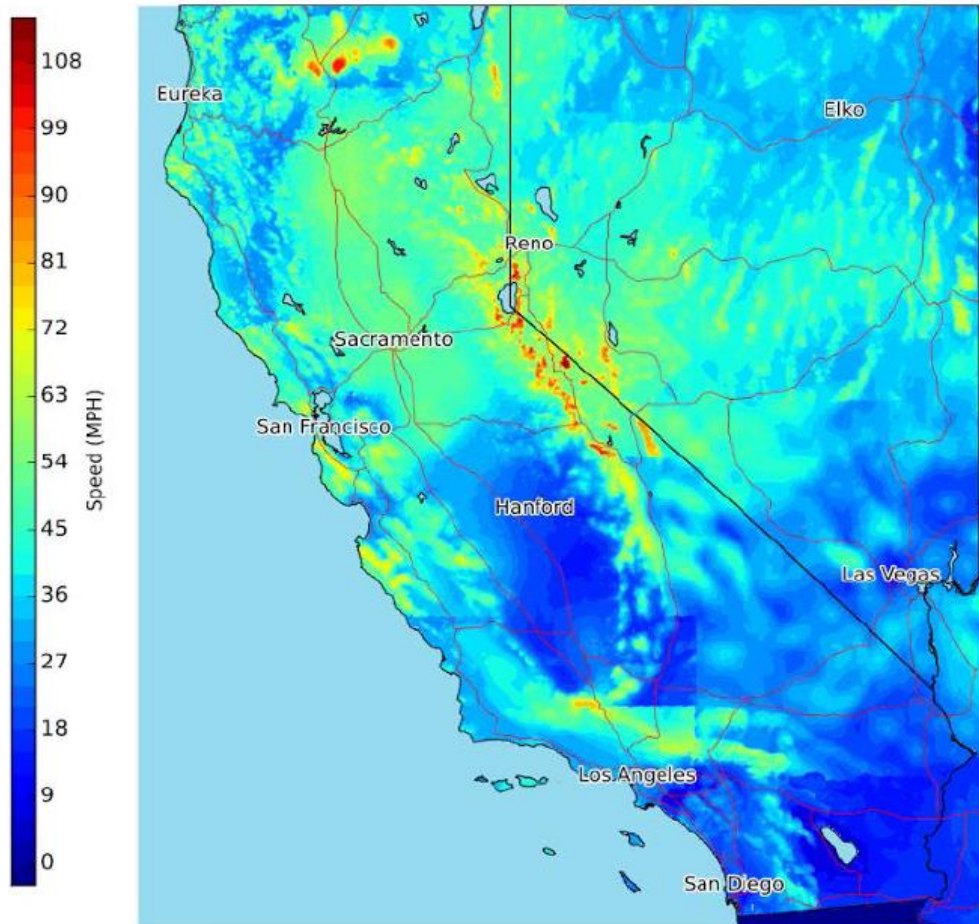 108
99
90
81
72
63
54
45
36
27
18
9
0
Speed (MPH)
Eureka
Elko
Reno
Sacramento
San Francisco
Hanford
Las Vegas
Los Angeles
San Diego